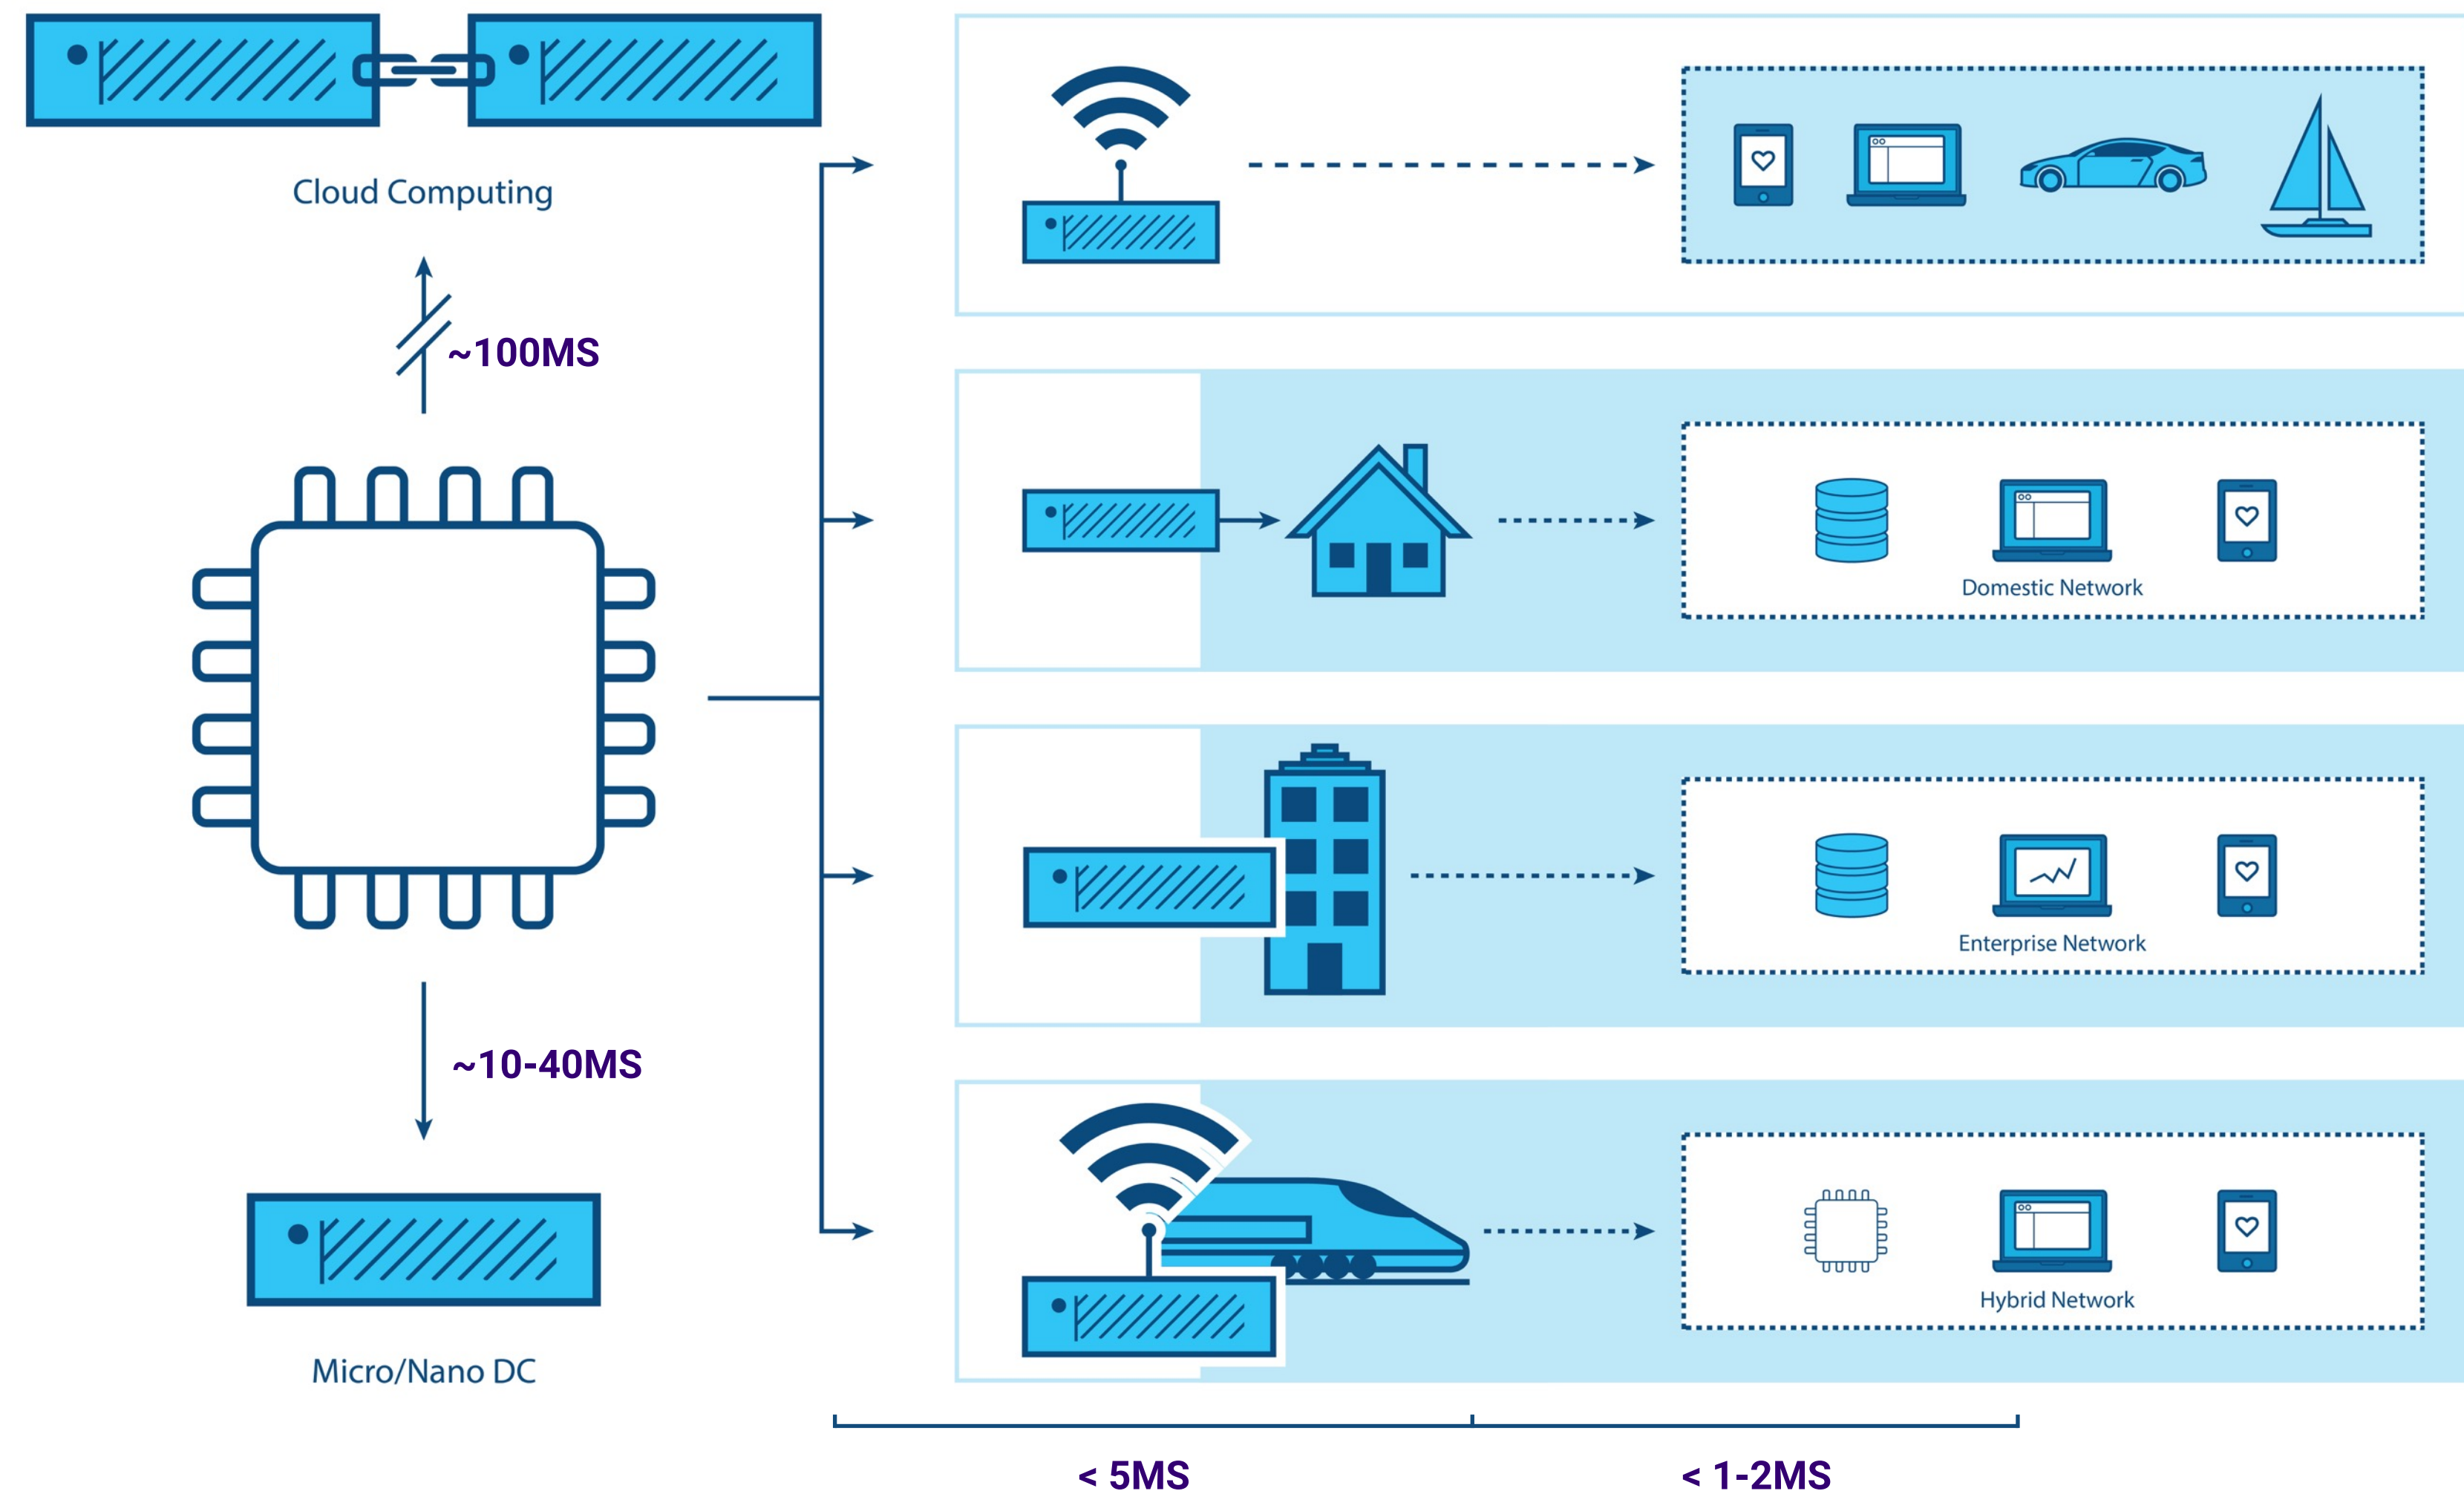 Cloud Computing
~100MS
Domestic Network
Enterprise Network
~10-40MS
Hybrid Network
Micro/Nano DC
< 5MS
< 1-2MS